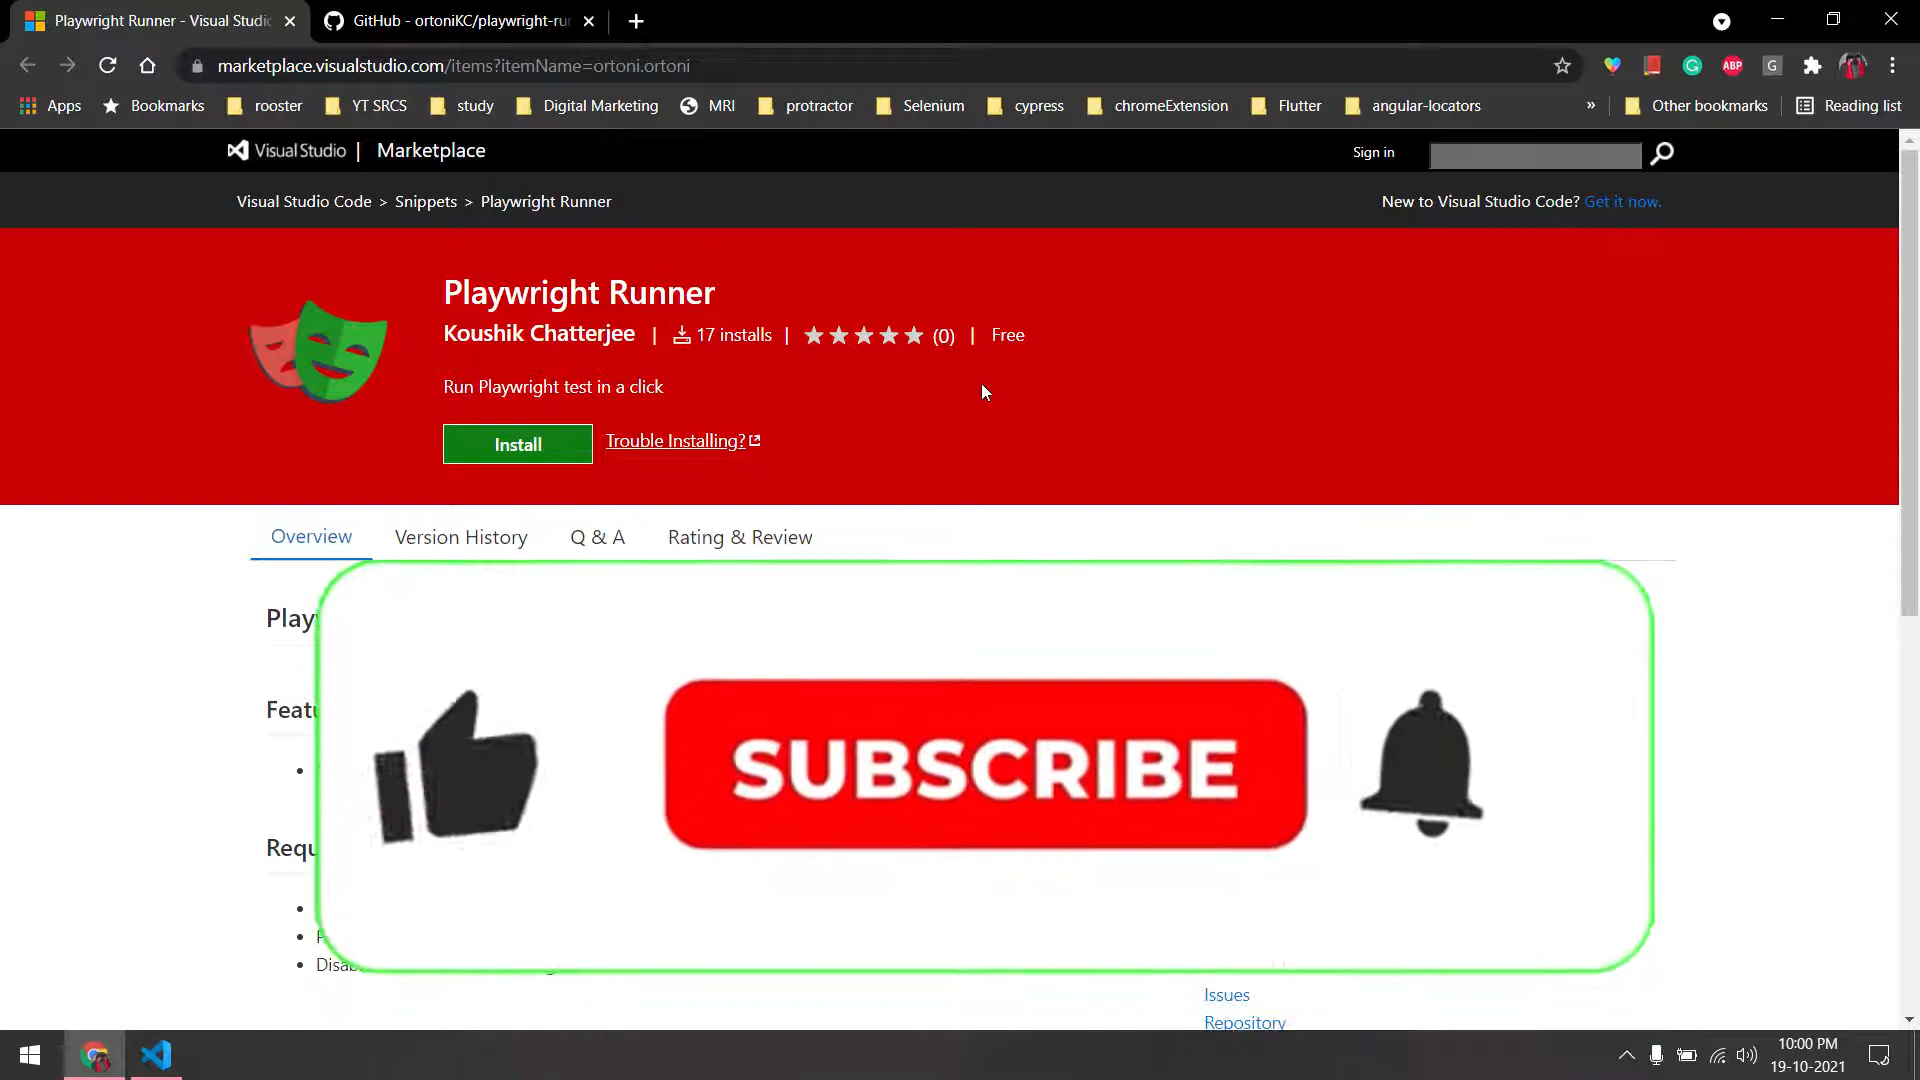 Playwright Runner - Visual Studio
GitHub - ortoniKC/playwright-run
marketplace.visualstudio.com/items?itemName=ortoni.ortoni
ABP
G
Apps
Bookmarks
rooster
YT SRCS
study
Digital Marketing
MRI
protractor
Selenium
cypress
chromeExtension
Flutter
angular-locators
»
Other bookmarks
Reading list
Visual Studio | Marketplace
Sign in
Visual Studio Code > Snippets > Playwright Runner
New to Visual Studio Code? Get it now.
Playwright Runner
Koushik Chatterjee | 17 installs | (0) | Free
Run Playwright test in a click
Install
Trouble Installing?
Overview
Version History
Q & A
Rating & Review
Play
Featu
SUBSCRIBE
Requ
Disab
Issues
Repository
10:00 PM
19-10-2021